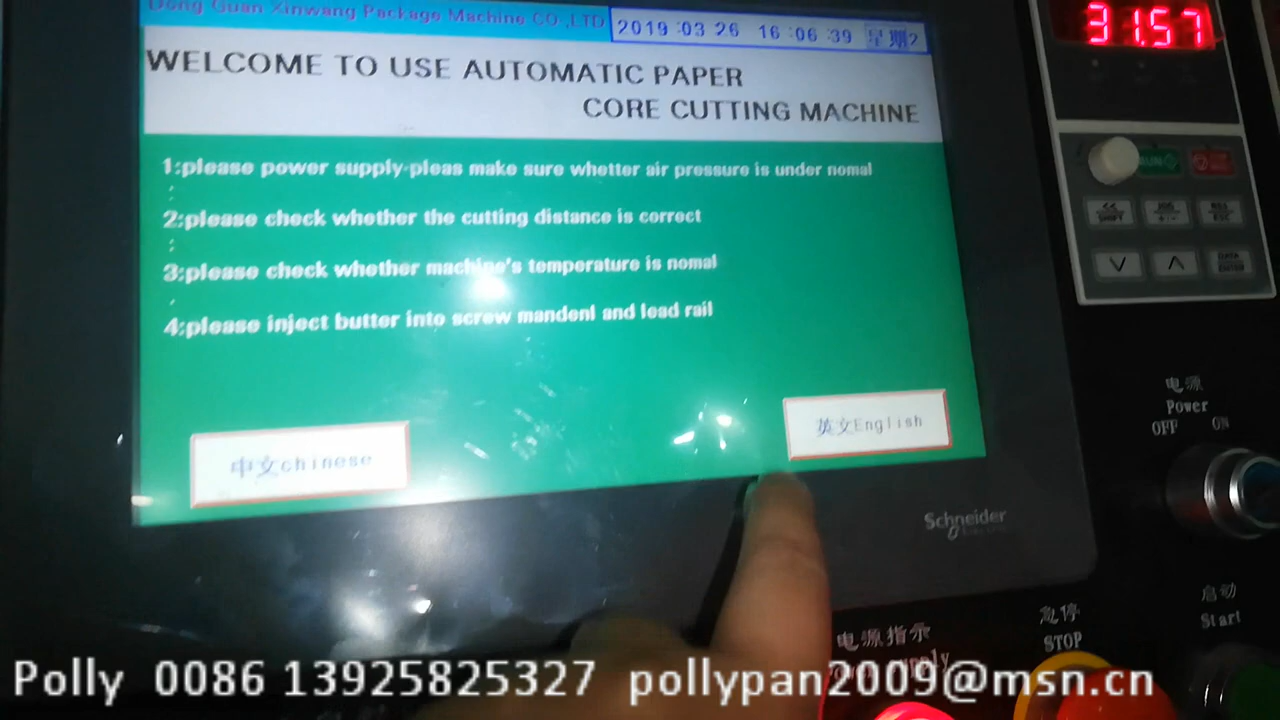 Dong Guan Xinwang Package Machine CO.,LTD
2019:03 26 16:06:39 星期2
31.57
WELCOME TO USE AUTOMATIC PAPER
CORE CUTTING MACHINE
1:please power supply-pleas make sure whetter air pressure is under nomal
:
2:please check whether the cutting distance is correct
:
3:please check whether machine's temperature is nomal
4:please inject butter into screw mandenl and lead rail
中文chinese
英文English
Schneider
RUN
电源
Power
OFF ON
启动
Start
急停
STOP
电源指示
Polly 0086 13925825327 pollypan2009@msn.cn